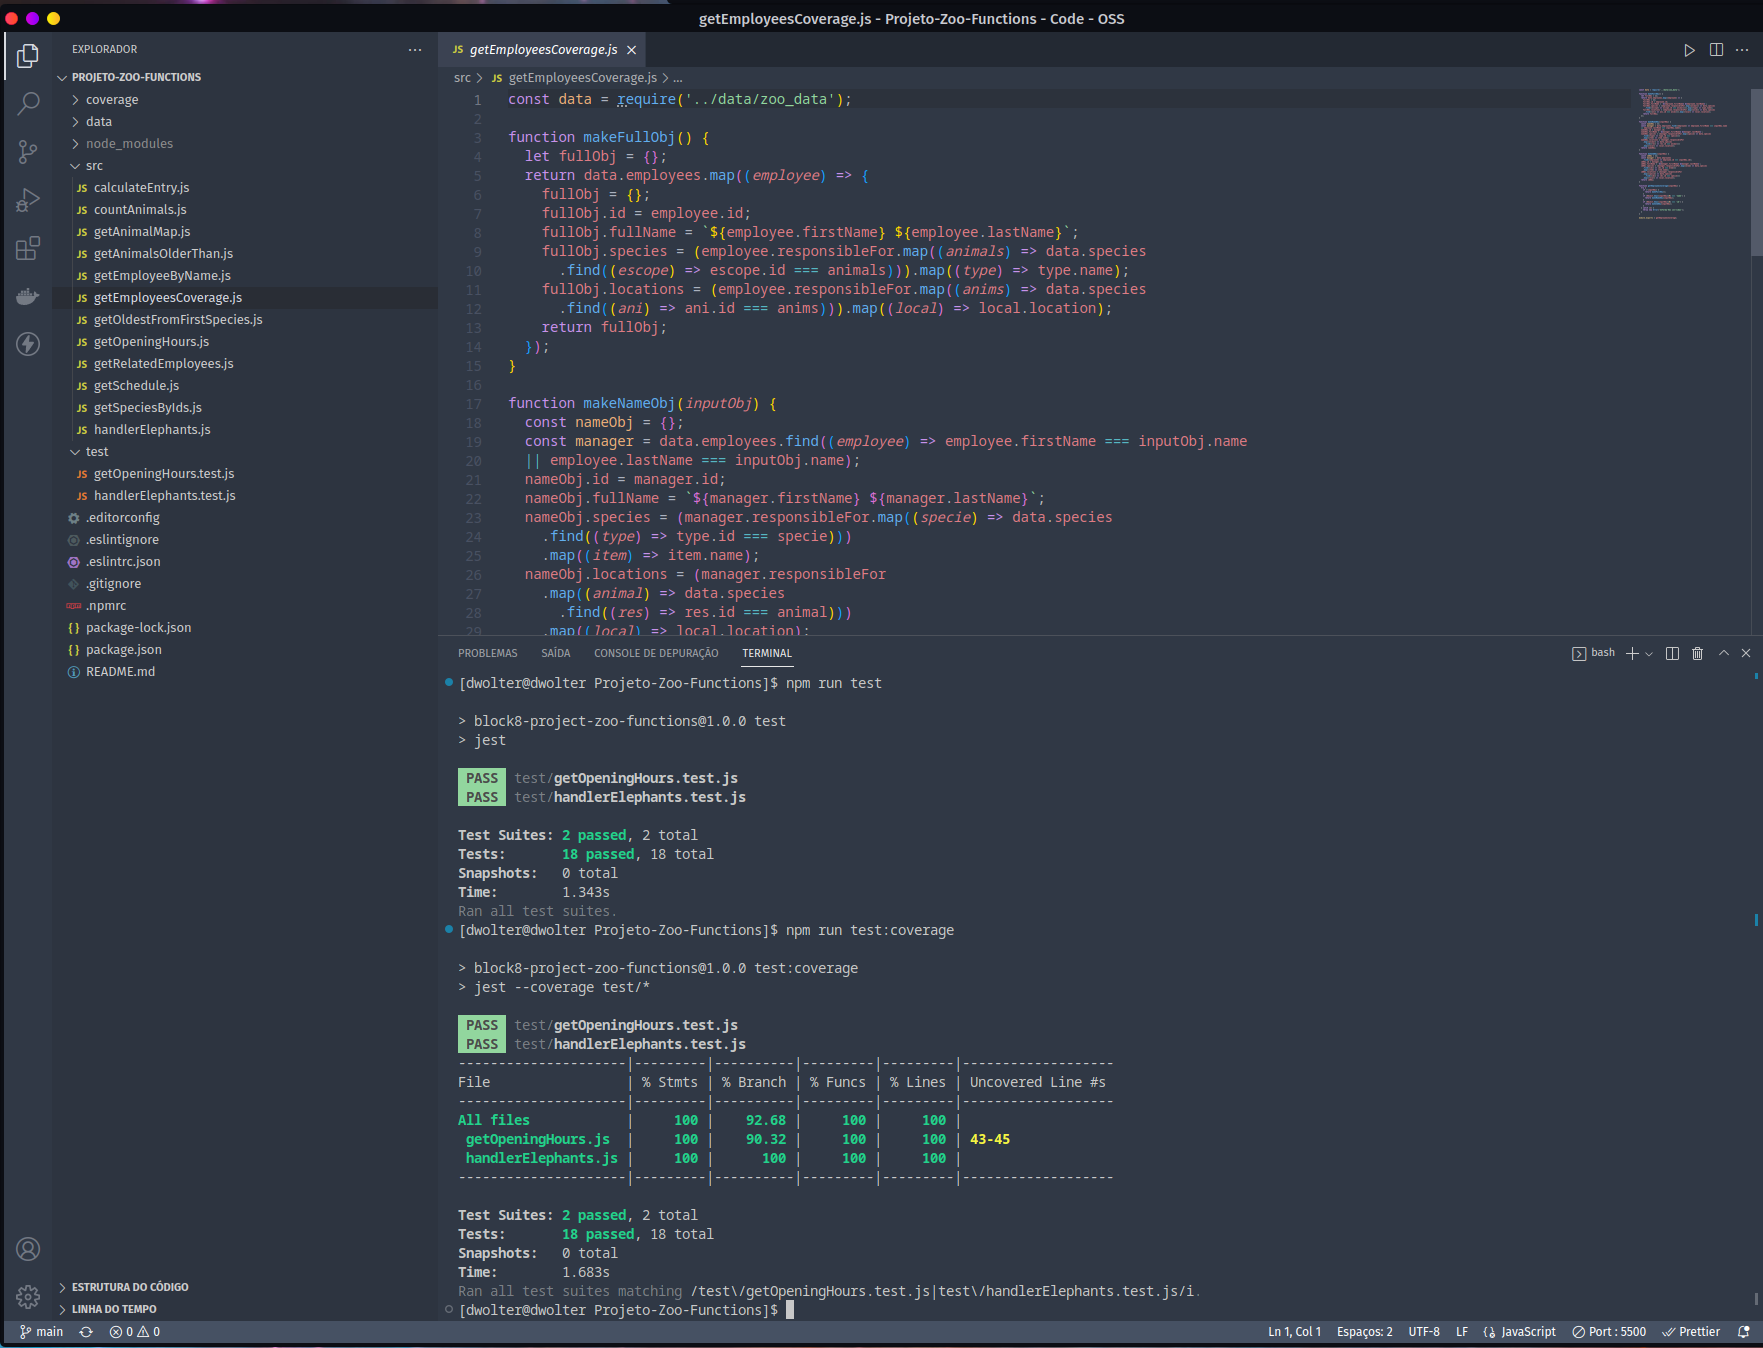 getEmployeesCoverage.js - Projeto-Zoo-Functions - Code - OSS
EXPLORADOR
PROJETO-ZOO-FUNCTIONS
coverage
data
node_modules
src
JS calculateEntry.js
JS countAnimals.js
JS getAnimalMap.js
JS getAnimalsOlderThan.js
JS getEmployeeByName.js
JS getEmployeesCoverage.js
JS getOldestFromFirstSpecies.js
JS getOpeningHours.js
JS getRelatedEmployees.js
JS getSchedule.js
JS getSpeciesByIds.js
JS handlerElephants.js
test
JS getOpeningHours.test.js
JS handlerElephants.test.js
.editorconfig
.eslintignore
.eslintrc.json
.gitignore
.npmrc
{} package-lock.json
{} package.json
README.md
ESTRUTURA DO CÓDIGO
LINHA DO TEMPO
JS getEmployeesCoverage.js
src > JS getEmployeesCoverage.js > ...
1 const data = require('../data/zoo_data');
2
3 function makeFullObj() {
4   let fullObj = {};
5   return data.employees.map((employee) => {
6     fullObj = {};
7     fullObj.id = employee.id;
8     fullObj.fullName = `${employee.firstName} ${employee.lastName}`;
9     fullObj.species = (employee.responsibleFor.map((animals) => data.species
10       .find((escope) => escope.id === animals))).map((type) => type.name);
11     fullObj.locations = (employee.responsibleFor.map((anims) => data.species
12       .find((ani) => ani.id === anims))).map((local) => local.location);
13     return fullObj;
14   });
15 }
16
17 function makeNameObj(inputObj) {
18   const nameObj = {};
19   const manager = data.employees.find((employee) => employee.firstName === inputObj.name
20   || employee.lastName === inputObj.name);
21   nameObj.id = manager.id;
22   nameObj.fullName = `${manager.firstName} ${manager.lastName}`;
23   nameObj.species = (manager.responsibleFor.map((specie) => data.species
24     .find((type) => type.id === specie)))
25     .map((item) => item.name);
26   nameObj.locations = (manager.responsibleFor
27     .map((animal) => data.species
28       .find((res) => res.id === animal)))
29     .map((local) => local.location);
PROBLEMAS SAÍDA CONSOLE DE DEPURAÇÃO TERMINAL bash
[dwolter@dwolter Projeto-Zoo-Functions]$ npm run test
> block8-project-zoo-functions@1.0.0 test
> jest
PASS test/getOpeningHours.test.js
PASS test/handlerElephants.test.js
Test Suites: 2 passed, 2 total
Tests:       18 passed, 18 total
Snapshots:   0 total
Time:        1.343s
Ran all test suites.
[dwolter@dwolter Projeto-Zoo-Functions]$ npm run test:coverage
> block8-project-zoo-functions@1.0.0 test:coverage
> jest --coverage test/*
PASS test/getOpeningHours.test.js
PASS test/handlerElephants.test.js
---------------------|---------|----------|---------|---------|-------------------
File                 | % Stmts | % Branch | % Funcs | % Lines | Uncovered Line #s
---------------------|---------|----------|---------|---------|-------------------
All files            |     100 |    92.68 |     100 |     100 |
 getOpeningHours.js  |     100 |    90.32 |     100 |     100 | 43-45
 handlerElephants.js |     100 |      100 |     100 |     100 |
---------------------|---------|----------|---------|---------|-------------------
Test Suites: 2 passed, 2 total
Tests:       18 passed, 18 total
Snapshots:   0 total
Time:        1.683s
Ran all test suites matching /test\/getOpeningHours.test.js|test\/handlerElephants.test.js/i.
[dwolter@dwolter Projeto-Zoo-Functions]$
main 0 0 Ln 1, Col 1 Espaços: 2 UTF-8 LF JavaScript Port : 5500 Prettier